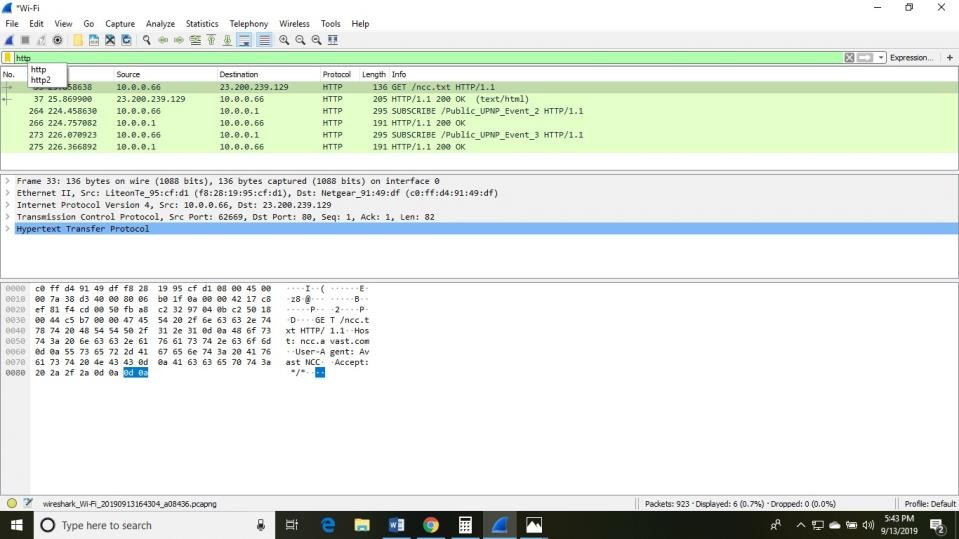 *Wi-Fi
File Edit View Go Capture Analyze Statistics Telephony Wireless Tools Help
http
Expression... +
http
http2
No. Source Destination Protocol Length Info
10.0.0.66 23.200.239.129 HTTP 136 GET /ncc.txt HTTP/1.1
37 25.869900 23.200.239.129 10.0.0.66 HTTP 205 HTTP/1.1 200 OK (text/html)
264 224.458630 10.0.0.66 10.0.0.1 HTTP 295 SUBSCRIBE /Public_UPNP_Event_2 HTTP/1.1
266 224.757082 10.0.0.1 10.0.0.66 HTTP 191 HTTP/1.1 200 OK
273 226.070923 10.0.0.66 10.0.0.1 HTTP 295 SUBSCRIBE /Public_UPNP_Event_3 HTTP/1.1
275 226.366892 10.0.0.1 10.0.0.66 HTTP 191 HTTP/1.1 200 OK
Frame 33: 136 bytes on wire (1088 bits), 136 bytes captured (1088 bits) on interface 0
Ethernet II, Src: LiteonTe_95:cf:d1 (f8:28:19:95:cf:d1), Dst: Netgear_91:49:df (c0:ff:d4:91:49:df)
Internet Protocol Version 4, Src: 10.0.0.66, Dst: 23.200.239.129
Transmission Control Protocol, Src Port: 62669, Dst Port: 80, Seq: 1, Ack: 1, Len: 82
Hypertext Transfer Protocol
0000 c0 ff d4 91 49 df f8 28 19 95 cf d1 08 00 45 00 ····I··( ······E·
0010 00 7a 38 d3 40 00 80 06 b0 1f 0a 00 00 42 17 c8 ·z8·@··· ·····B··
0020 ef 81 f4 cd 00 50 fb a8 c2 32 97 04 bc c2 50 18 ·····P·· ·2····P·
0030 00 44 c5 b7 00 00 47 45 54 20 2f 6e 63 63 2e 74 ·D····GE T /ncc.t
0040 78 74 20 48 54 54 50 2f 31 2e 31 0d 0a 48 6f 73 xt HTTP/ 1.1··Hos
0050 74 3a 20 6e 63 63 2e 61 76 61 73 74 2e 63 6f 6d t: ncc.a vast.com
0060 0d 0a 55 73 65 72 2d 41 67 65 6e 74 3a 20 41 76 ··User-A gent: Av
0070 61 73 74 20 4e 43 43 0d 0a 41 63 63 65 70 74 3a ast NCC· ·Accept:
0080 20 2a 2f 2a 0d 0a 0d 0a */*·· ··
wireshark_Wi-Fi_20190913164304_a08436.pcapng
Packets: 923 · Displayed: 6 (0.7%) · Dropped: 0 (0.0%)
Profile: Default
Type here to search
5:43 PM
9/13/2019
2